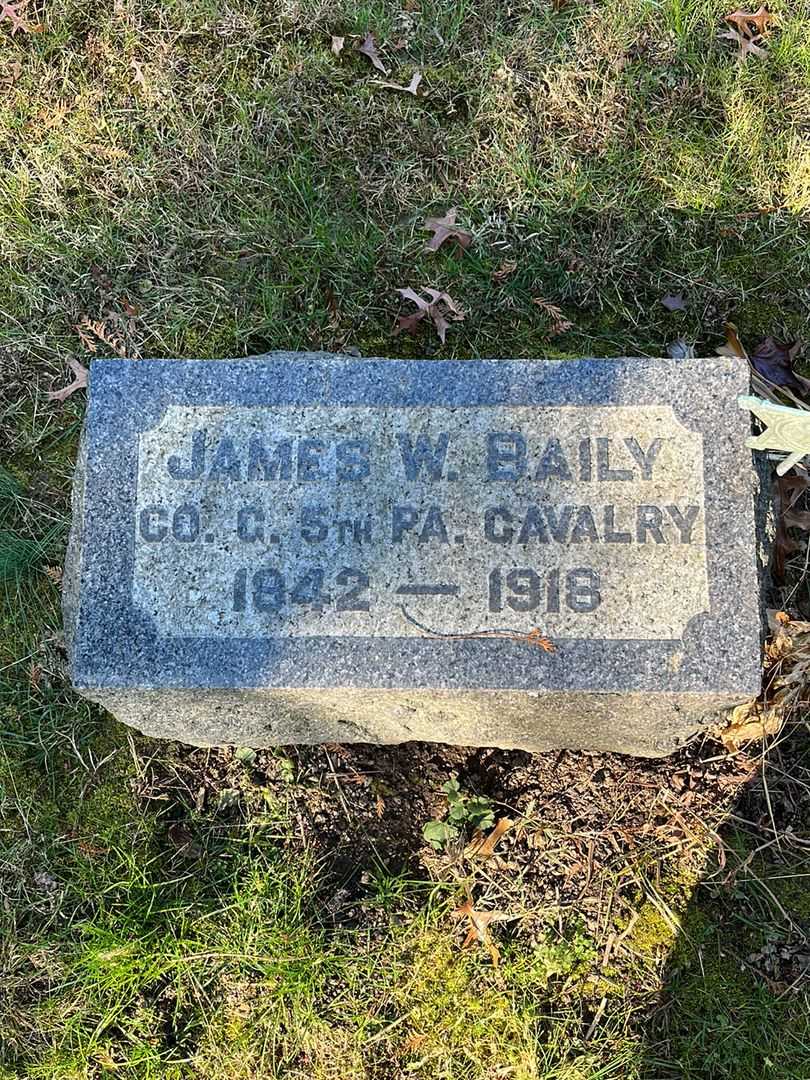 JAMES W. BAILY
CO. C. 5TH PA. CAVALRY
1842 — 1918